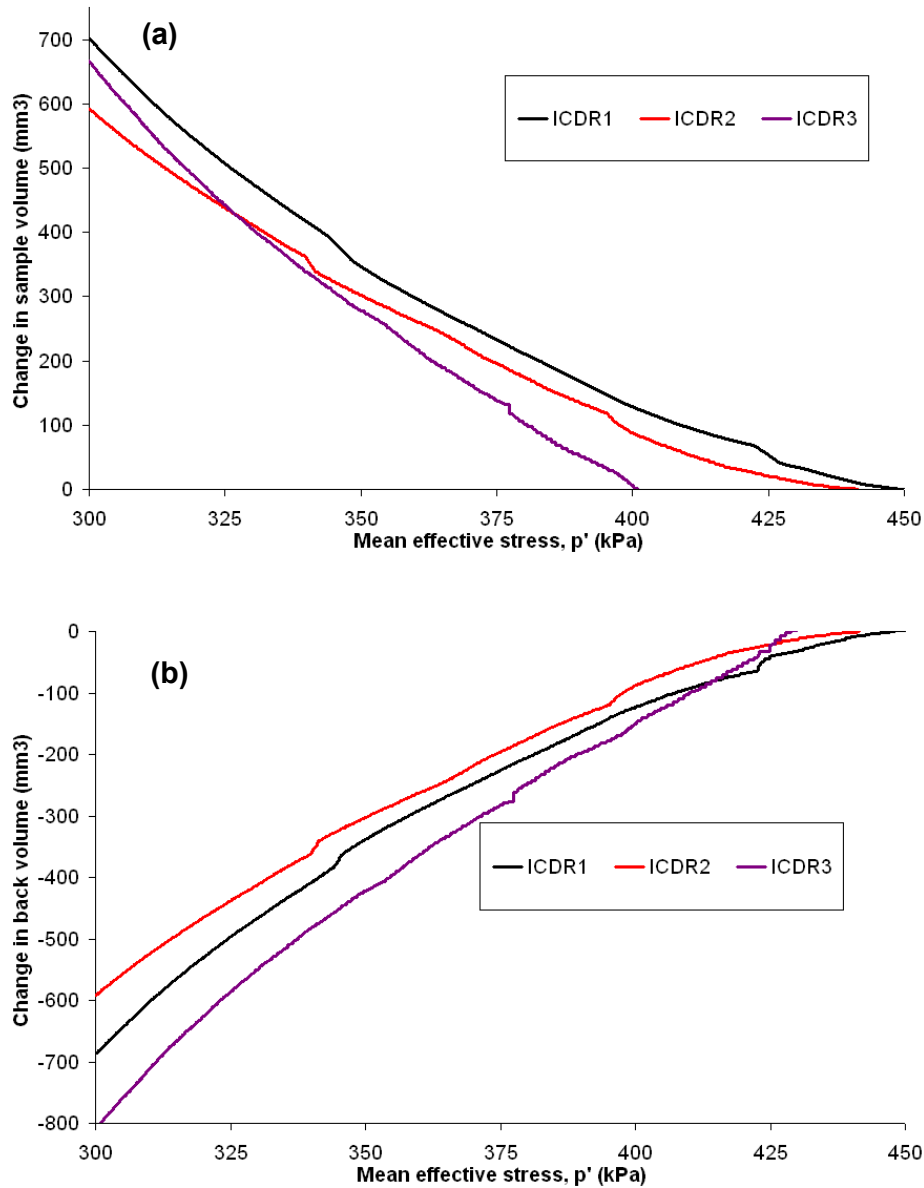 (a)
Change in sample volume (mm3)
700
600
500
400
300
200
100
0
ICDR1 ICDR2 ICDR3
300 325 350 375 400 425 450
Mean effective stress, p' (kPa)
(b)
Change in back volume (mm3)
0
-100
-200
-300
-400
-500
-600
-700
-800
ICDR1 ICDR2 ICDR3
300 325 350 375 400 425 450
Mean effective stress, p' (kPa)